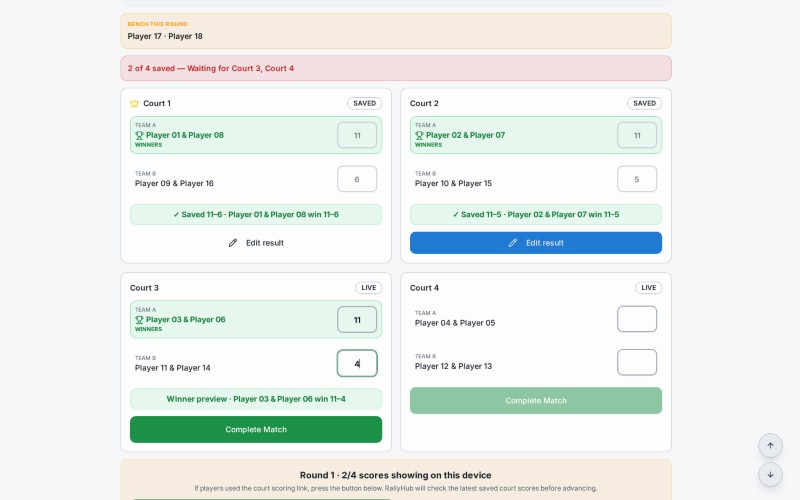 BENCH THIS ROUND
Player 17 · Player 18
2 of 4 saved — Waiting for Court 3, Court 4
Court 1
SAVED
TEAM A
Player 01 & Player 08
WINNERS
11
TEAM B
Player 09 & Player 16
6
✓ Saved 11–6 · Player 01 & Player 08 win 11–6
Edit result
Court 2
SAVED
TEAM A
Player 02 & Player 07
WINNERS
11
TEAM B
Player 10 & Player 15
5
✓ Saved 11–5 · Player 02 & Player 07 win 11–5
Edit result
Court 3
LIVE
TEAM A
Player 03 & Player 06
WINNERS
11
TEAM B
Player 11 & Player 14
4
Winner preview · Player 03 & Player 06 win 11–4
Complete Match
Court 4
LIVE
TEAM A
Player 04 & Player 05
TEAM B
Player 12 & Player 13
Complete Match
Round 1 · 2/4 scores showing on this device
If players used the court scoring link, press the button below. RallyHub will check the latest saved court scores before advancing.